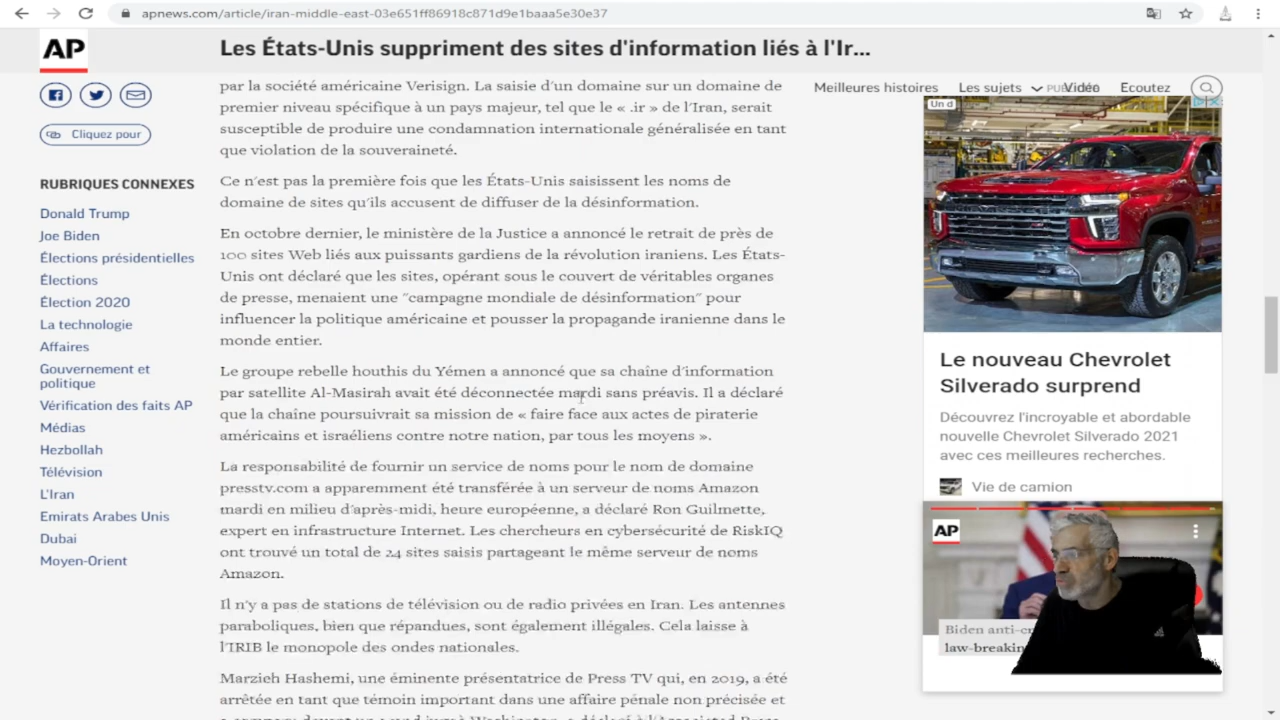 apnews.com/article/iran-middle-east-03e651ff86918c871d9e1baaa5e30e37
AP
Les États-Unis suppriment des sites d'information liés à l'Ir...
Meilleures histoires
Les sujets
Vidéo
Ecoutez
Cliquez pour
RUBRIQUES CONNEXES
Donald Trump
Joe Biden
Élections présidentielles
Élections
Élection 2020
La technologie
Affaires
Gouvernement et
politique
Vérification des faits AP
Médias
Hezbollah
Télévision
L'Iran
Emirats Arabes Unis
Dubai
Moyen-Orient
par la société américaine Verisign. La saisie d'un domaine sur un domaine de
premier niveau spécifique à un pays majeur, tel que le « .ir » de l'Iran, serait
susceptible de produire une condamnation internationale généralisée en tant
que violation de la souveraineté.
Ce n'est pas la première fois que les États-Unis saisissent les noms de
domaine de sites qu'ils accusent de diffuser de la désinformation.
En octobre dernier, le ministère de la Justice a annoncé le retrait de près de
100 sites Web liés aux puissants gardiens de la révolution iraniens. Les États-
Unis ont déclaré que les sites, opérant sous le couvert de véritables organes
de presse, menaient une "campagne mondiale de désinformation" pour
influencer la politique américaine et pousser la propagande iranienne dans le
monde entier.
Le groupe rebelle houthis du Yémen a annoncé que sa chaîne d'information
par satellite Al-Masirah avait été déconnectée mardi sans préavis. Il a déclaré
que la chaîne poursuivrait sa mission de « faire face aux actes de piraterie
américains et israéliens contre notre nation, par tous les moyens ».
La responsabilité de fournir un service de noms pour le nom de domaine
presstv.com a apparemment été transférée à un serveur de noms Amazon
mardi en milieu d'après-midi, heure européenne, a déclaré Ron Guilmette,
expert en infrastructure Internet. Les chercheurs en cybersécurité de RiskIQ
ont trouvé un total de 24 sites saisis partageant le même serveur de noms
Amazon.
Il n'y a pas de stations de télévision ou de radio privées en Iran. Les antennes
paraboliques, bien que répandues, sont également illégales. Cela laisse à
l'IRIB le monopole des ondes nationales.
Marzieh Hashemi, une éminente présentatrice de Press TV qui, en 2019, a été
arrêtée en tant que témoin important dans une affaire pénale non précisée et
Un d
Le nouveau Chevrolet
Silverado surprend
Découvrez l'incroyable et abordable
nouvelle Chevrolet Silverado 2021
avec ces meilleures recherches.
Vie de camion
AP
Biden
law-breakin